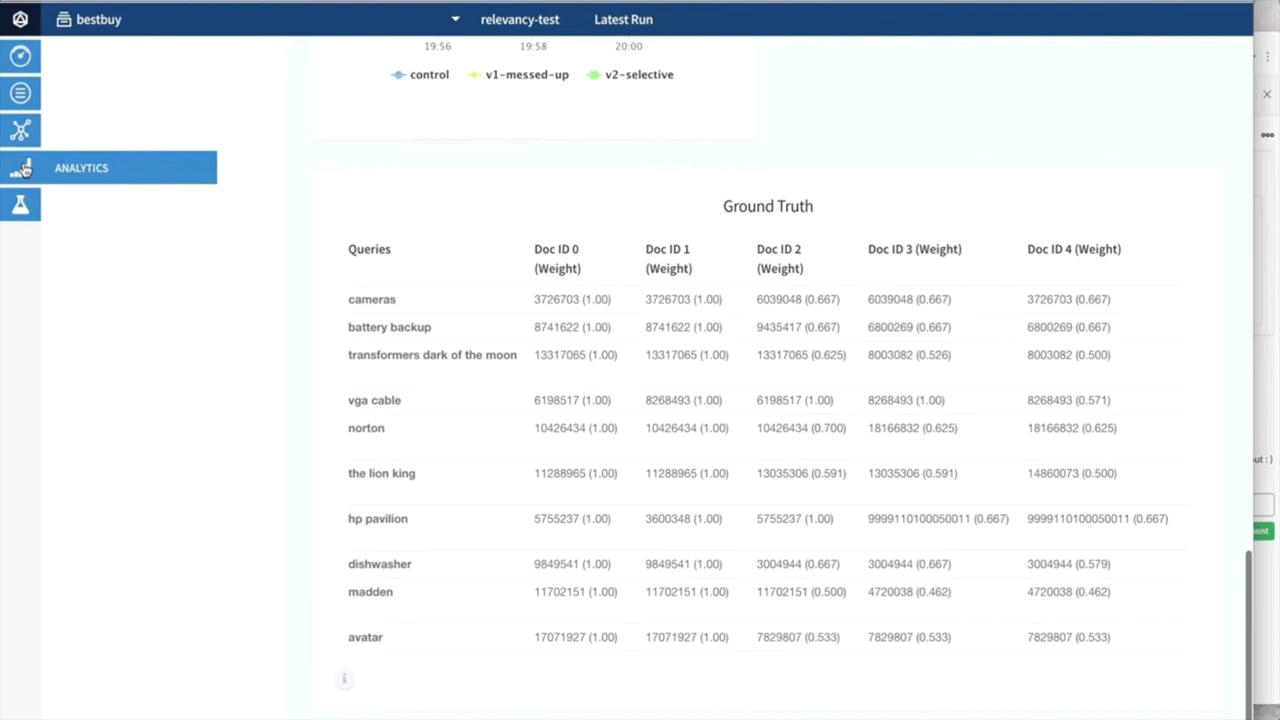 bestbuy relevancy-test Latest Run
19:56 19:58 20:00
control v1-messed-up v2-selective
ANALYTICS
Ground Truth
Queries Doc ID 0 (Weight) Doc ID 1 (Weight) Doc ID 2 (Weight) Doc ID 3 (Weight) Doc ID 4 (Weight)
cameras 3726703 (1.00) 3726703 (1.00) 6039048 (0.667) 6039048 (0.667) 3726703 (0.667)
battery backup 8741622 (1.00) 8741622 (1.00) 9435417 (0.667) 6800269 (0.667) 6800269 (0.667)
transformers dark of the moon 13317065 (1.00) 13317065 (1.00) 13317065 (0.625) 8003082 (0.526) 8003082 (0.500)
vga cable 6198517 (1.00) 8268493 (1.00) 6198517 (1.00) 8268493 (1.00) 8268493 (0.571)
norton 10426434 (1.00) 10426434 (1.00) 10426434 (0.700) 18166832 (0.625) 18166832 (0.625)
the lion king 11288965 (1.00) 11288965 (1.00) 13035306 (0.591) 13035306 (0.591) 14860073 (0.500)
hp pavilion 5755237 (1.00) 3600348 (1.00) 5755237 (1.00) 9999110100050011 (0.667) 9999110100050011 (0.667)
dishwasher 9849541 (1.00) 9849541 (1.00) 3004944 (0.667) 3004944 (0.667) 3004944 (0.579)
madden 11702151 (1.00) 11702151 (1.00) 11702151 (0.500) 4720038 (0.462) 4720038 (0.462)
avatar 17071927 (1.00) 17071927 (1.00) 7829807 (0.533) 7829807 (0.533) 7829807 (0.533)
ut :)
ent